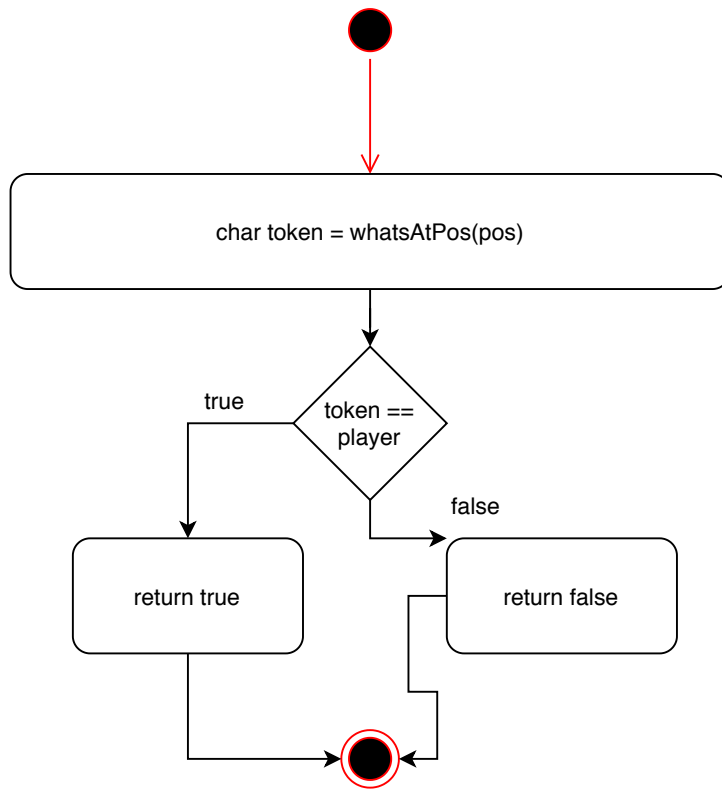 char token = whatsAtPos(pos)
true
token ==
player
false
return true
return false